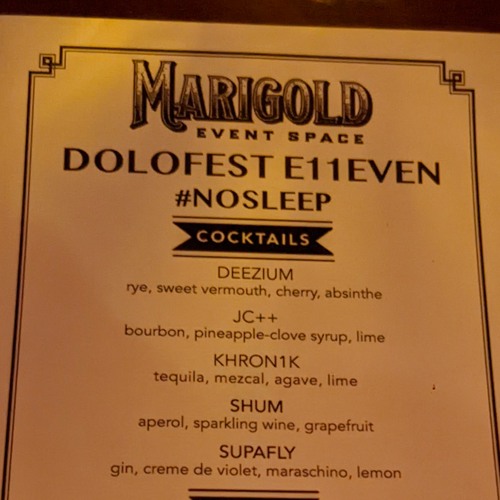 MARIGOLD
EVENT SPACE
DOLOFEST E11EVEN
#NOSLEEP
COCKTAILS
DEEZIUM
rye, sweet vermouth, cherry, absinthe
JC++
bourbon, pineapple-clove syrup, lime
KHRON1K
tequila, mezcal, agave, lime
SHUM
aperol, sparkling wine, grapefruit
SUPAFLY
gin, creme de violet, maraschino, lemon